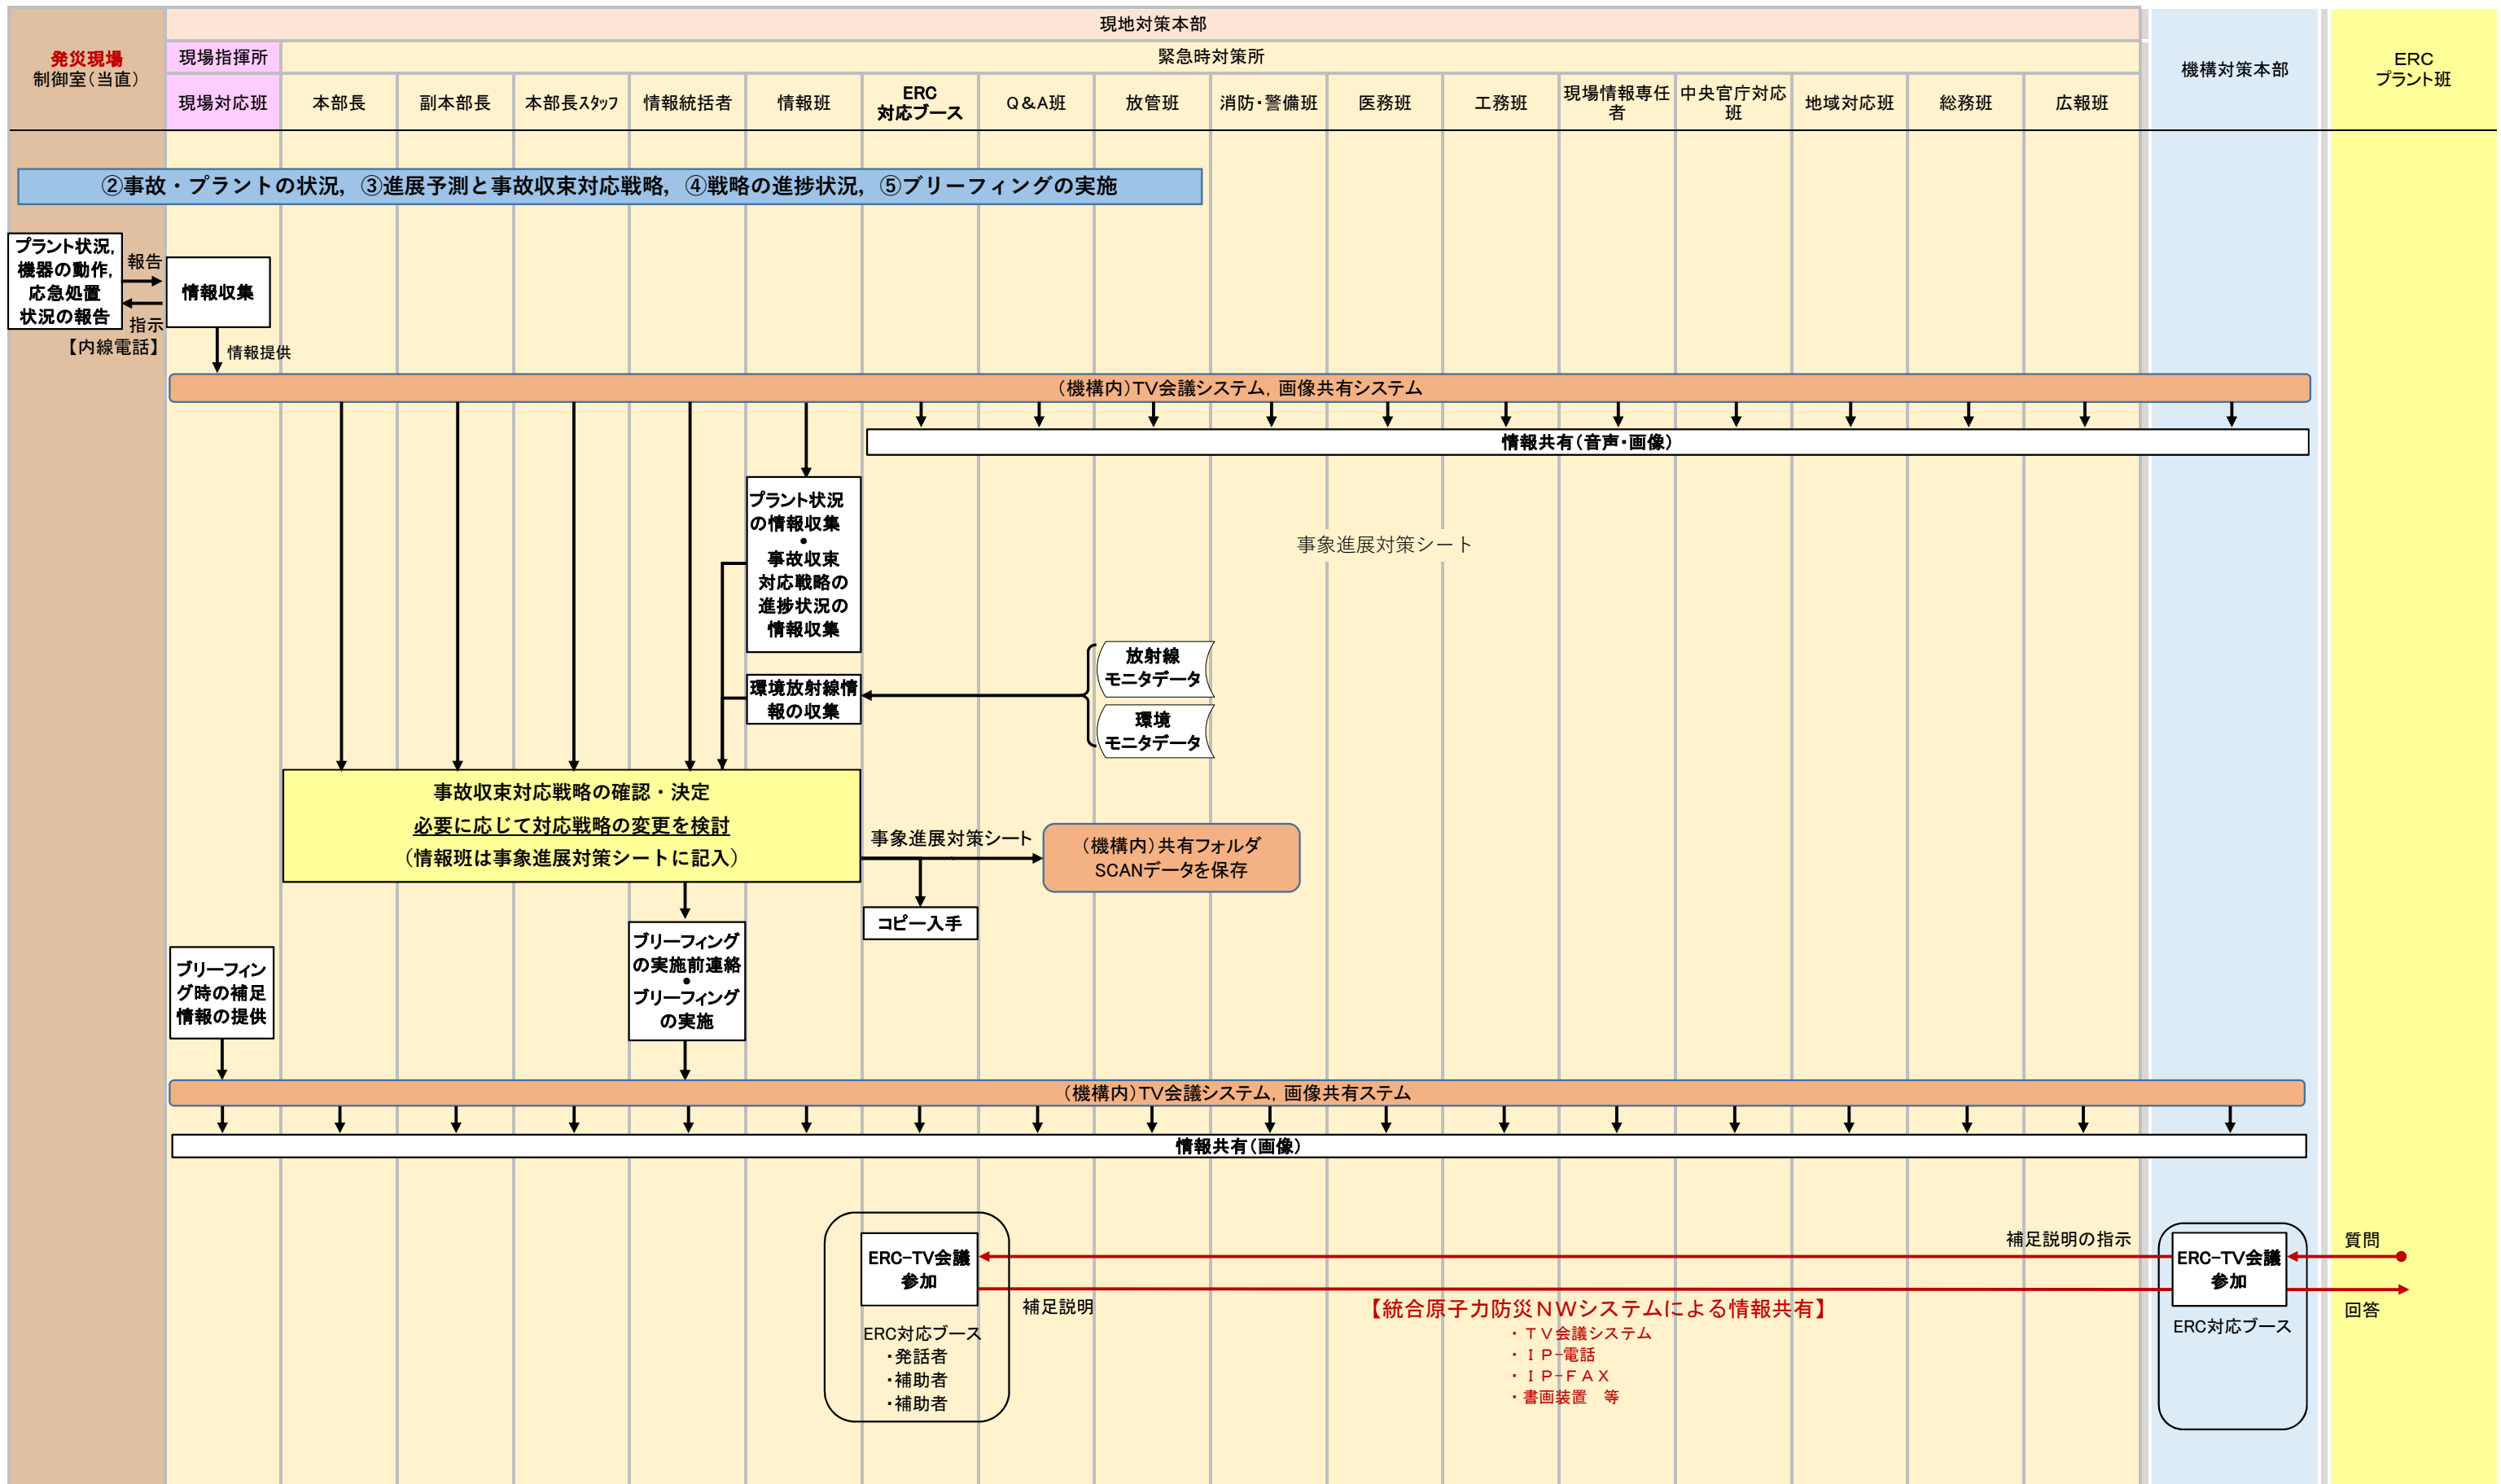 現地対策本部
発災現場
制御室（当直）
現場指揮所
緊急時対策所
機構対策本部
ERC
プラント班
現場対応班
本部長
副本部長
本部長スタッフ
情報統括者
情報班
ERC
対応ブース
Q&A班
放管班
消防・警備班
医務班
工務班
現場情報専任
者
中央官庁対応
班
地域対応班
総務班
広報班
②事故・プラントの状況，③進展予測と事故収束対応戦略，④戦略の進捗状況，⑤ブリーフィングの実施
プラント状況，
機器の動作，
応急処置
状況の報告
報告
指示
【内線電話】
情報収集
情報提供
（機構内）TV会議システム，画像共有システム
情報共有（音声・画像）
プラント状況
の情報収集
・
事故収束
対応戦略の
進捗状況の
情報収集
事象進展対策シート
環境放射線情
報の収集
放射線
モニタデータ
環境
モニタデータ
事故収束対応戦略の確認・決定
必要に応じて対応戦略の変更を検討
（情報班は事象進展対策シートに記入）
事象進展対策シート
（機構内）共有フォルダ
SCANデータを保存
コピー入手
ブリーフィング
の実施前連絡
・
ブリーフィング
の実施
ブリーフィン
グ時の補足
情報の提供
（機構内）TV会議システム，画像共有ステム
情報共有（画像）
ERC-TV会議
参加
ERC対応ブース
・発話者
・補助者
・補助者
補足説明の指示
補足説明
【統合原子力防災ＮＷシステムによる情報共有】
・ＴＶ会議システム
・ＩＰ-電話
・ＩＰ-ＦＡＸ
・書画装置　等
ERC-TV会議
参加
ERC対応ブース
質問
回答